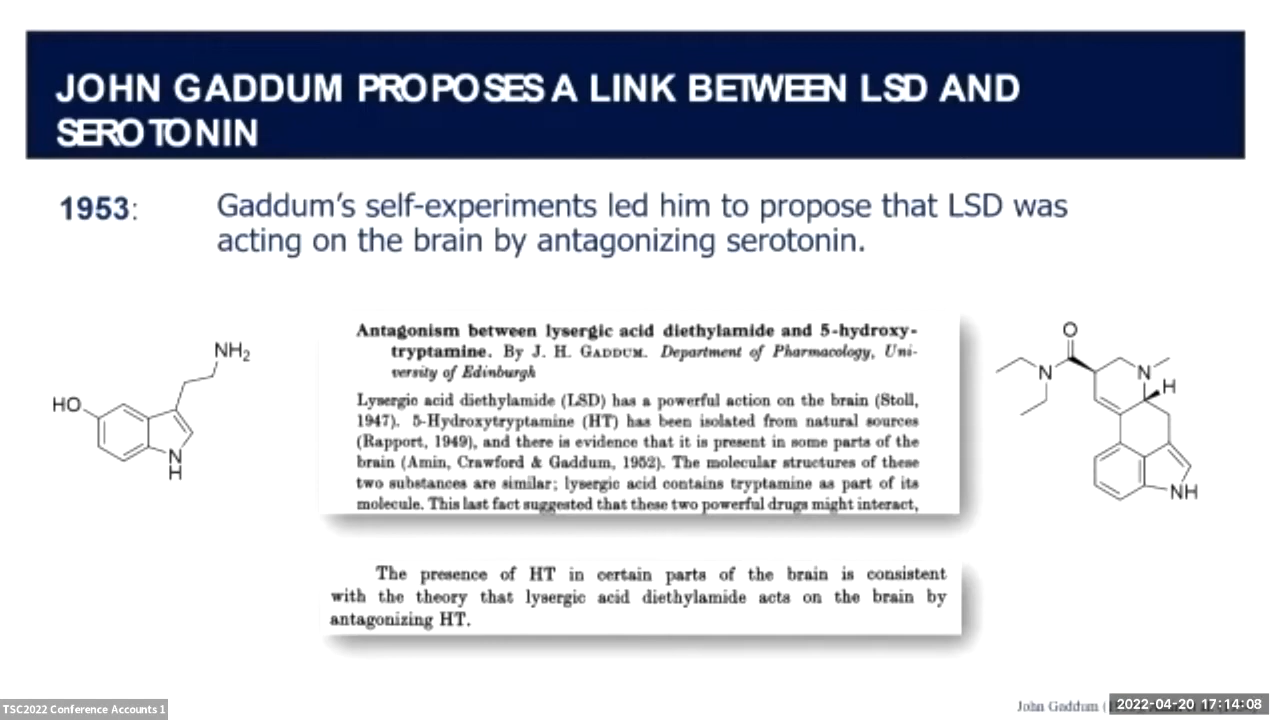 JOHN GADDUM PROPOSES A LINK BETWEEN LSD AND
SEROTONIN
1953:
Gaddum's self-experiments led him to propose that LSD was
acting on the brain by antagonizing serotonin.
Antagonism between lysergic acid diethylamide and 5-hydroxy-
tryptamine. By J. H. GADDUM. Department of Pharmacology, Uni-
versity of Edinburgh
Lysergic acid diethylamide (LSD) has a powerful action on the brain (Stoll,
1947). 5-Hydroxytryptamine (HT) has been isolated from natural sources
(Rapport, 1949), and there is evidence that it is present in some parts of the
brain (Amin, Crawford & Gaddum, 1952). The molecular structures of these
two substances are similar; lysergic acid contains tryptamine as part of its
molecule. This last fact suggested that these two powerful drugs might interact,
The presence of HT in certain parts of the brain is consistent
with the theory that lysergic acid diethylamide acts on the brain by
antagonizing HT.
NH2
HO
N
H
O
N
N
H
NH
John Gaddum (
TSC2022 Conference Accounts 1
2022-04-20 17:14:08